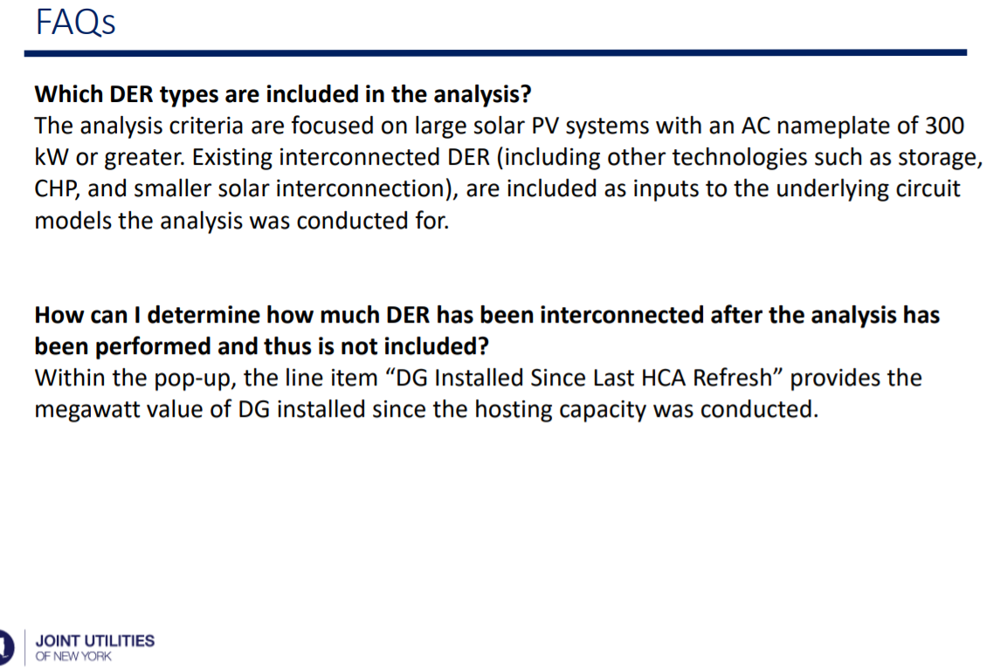 FAQs
Which DER types are included in the analysis?
The analysis criteria are focused on large solar PV systems with an AC nameplate of 300
kW or greater. Existing interconnected DER (including other technologies such as storage,
CHP, and smaller solar interconnection), are included as inputs to the underlying circuit
models the analysis was conducted for.
How can I determine how much DER has been interconnected after the analysis has
been performed and thus is not included?
Within the pop-up, the line item “DG Installed Since Last HCA Refresh” provides the
megawatt value of DG installed since the hosting capacity was conducted.
JOINT UTILITIES
OF NEW YORK